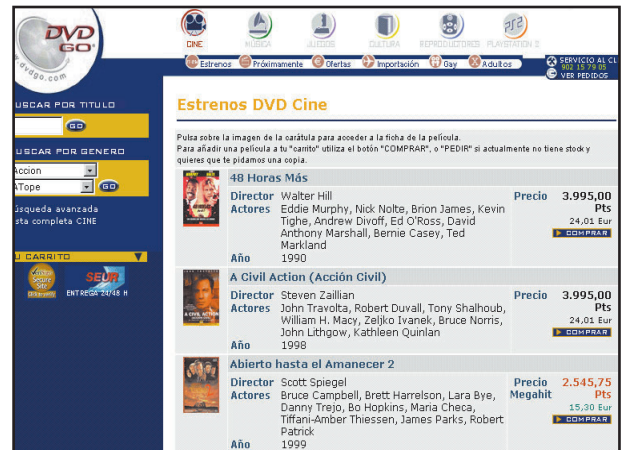 DVD
GO
dvdgo.com
CINE
MÚSICA
JUEGOS
CULTURA
REPRODUCTORES
PLAYSTATION 2
Estrenos
Próximamente
Ofertas
Importación
Gay
Adultos
SERVICIO AL CL
902 15 79 05
VER PEDIDOS
USCAR POR TITULO
GO
USCAR POR GENERO
Accion
ATope
GO
úsqueda avanzada
sta completa CINE
U CARRITO
Secure
Site
SEUR
ENTREGA 24/48 H
Estrenos DVD Cine
Pulsa sobre la imagen de la carátula para acceder a la ficha de la película.
Para añadir una película a tu "carrito" utiliza el botón "COMPRAR", o "PEDIR" si actualmente no tiene stock y
quieres que te pidamos una copia.
48 Horas Más
Director Walter Hill
Actores Eddie Murphy, Nick Nolte, Brion James, Kevin
Tighe, Andrew Divoff, Ed O'Ross, David
Anthony Marshall, Bernie Casey, Ted
Markland
Año 1990
Precio 3.995,00
Pts
24,01 Eur
COMPRAR
A Civil Action (Acción Civil)
Director Steven Zaillian
Actores John Travolta, Robert Duvall, Tony Shalhoub,
William H. Macy, Zeljko Ivanek, Bruce Norris,
John Lithgow, Kathleen Quinlan
Año 1998
Precio 3.995,00
Pts
24,01 Eur
COMPRAR
Abierto hasta el Amanecer 2
Director Scott Spiegel
Actores Bruce Campbell, Brett Harrelson, Lara Bye,
Danny Trejo, Bo Hopkins, Maria Checa,
Tiffani-Amber Thiessen, James Parks, Robert
Patrick
Año 1999
Precio 2.545,75
Megahit Pts
15,30 Eur
COMPRAR